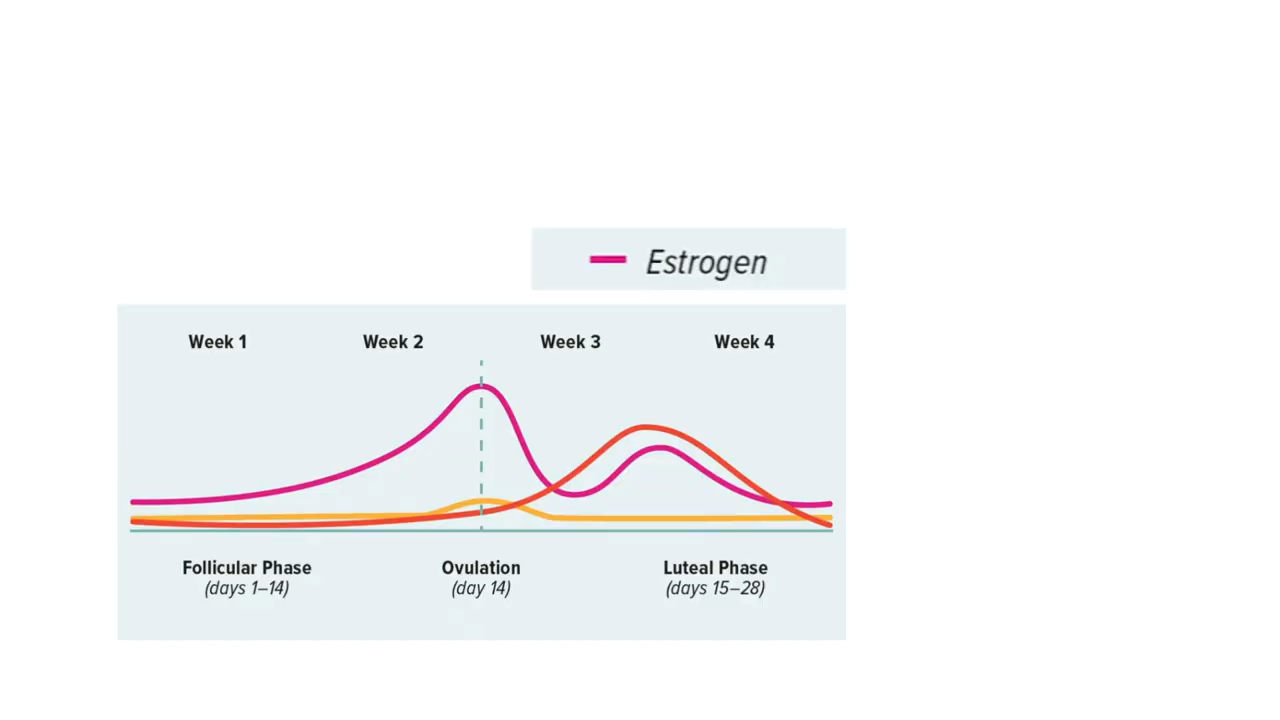 Estrogen
Week 1 Week 2 Week 3 Week 4
Follicular Phase Ovulation Luteal Phase
(days 1–14) (day 14) (days 15–28)